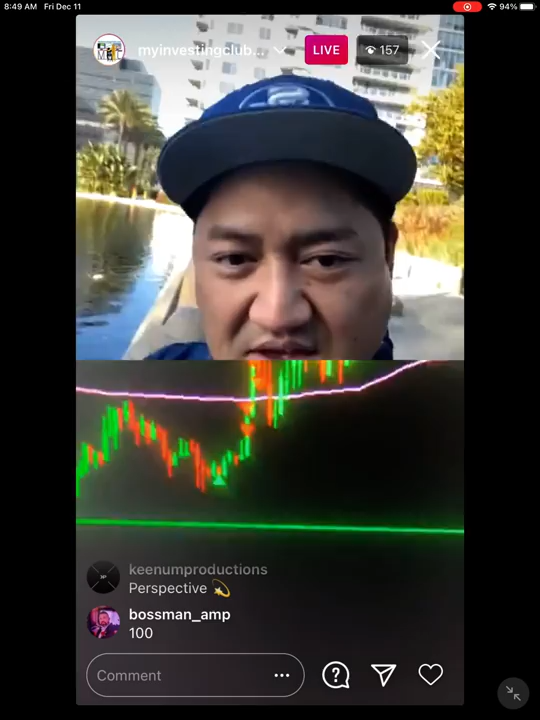 8:49 AM Fri Dec 11
94%
myinvestingclub... LIVE 157
keenumproductions
Perspective 💫
bossman_amp
100
Comment